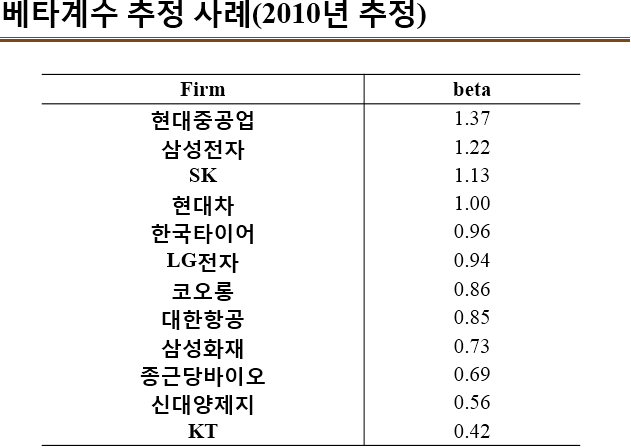 베타계수 추정 사례(2010년 추정)
Firm beta
현대중공업 1.37
삼성전자 1.22
SK 1.13
현대차 1.00
한국타이어 0.96
LG전자 0.94
코오롱 0.86
대한항공 0.85
삼성화재 0.73
종근당바이오 0.69
신대양제지 0.56
KT 0.42